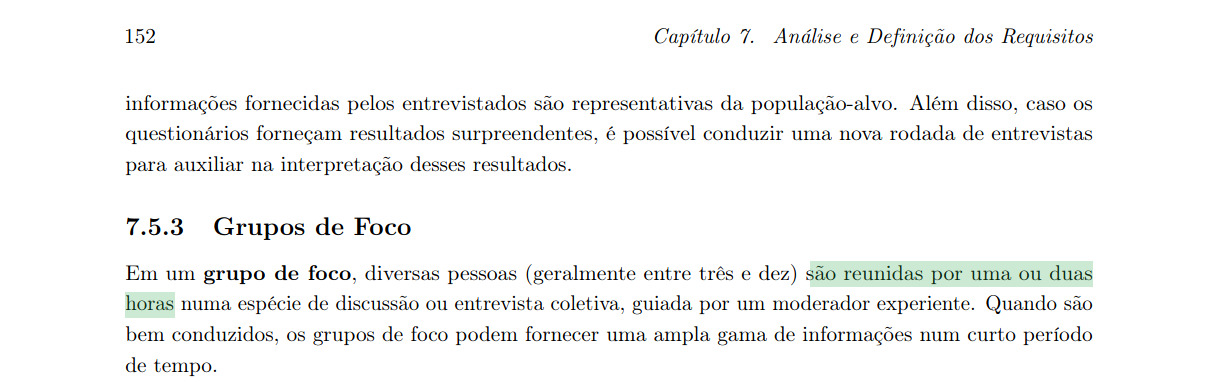 152 Capítulo 7. Análise e Definição dos Requisitos
informações fornecidas pelos entrevistados são representativas da população-alvo. Além disso, caso os
questionários forneçam resultados surpreendentes, é possível conduzir uma nova rodada de entrevistas
para auxiliar na interpretação desses resultados.
7.5.3 Grupos de Foco
Em um grupo de foco, diversas pessoas (geralmente entre três e dez) são reunidas por uma ou duas
horas numa espécie de discussão ou entrevista coletiva, guiada por um moderador experiente. Quando são
bem conduzidos, os grupos de foco podem fornecer uma ampla gama de informações num curto período
de tempo.